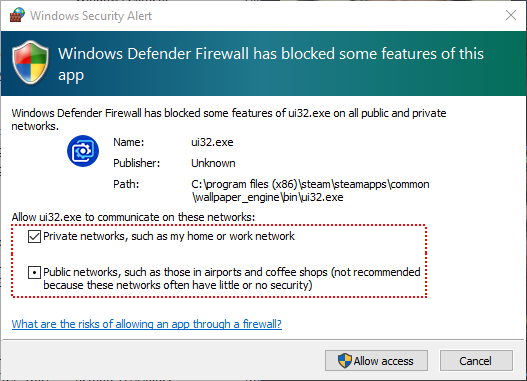 Windows Security Alert
Windows Defender Firewall has blocked some features of this
app
Windows Defender Firewall has blocked some features of ui32.exe on all public and private
networks.
Name: ui32.exe
Publisher: Unknown
Path: C:\program files (x86)\steam\steamapps\common
\wallpaper_engine\bin\ui32.exe
Allow ui32.exe to communicate on these networks:
Private networks, such as my home or work network
Public networks, such as those in airports and coffee shops (not recommended
because these networks often have little or no security)
What are the risks of allowing an app through a firewall?
Allow access Cancel